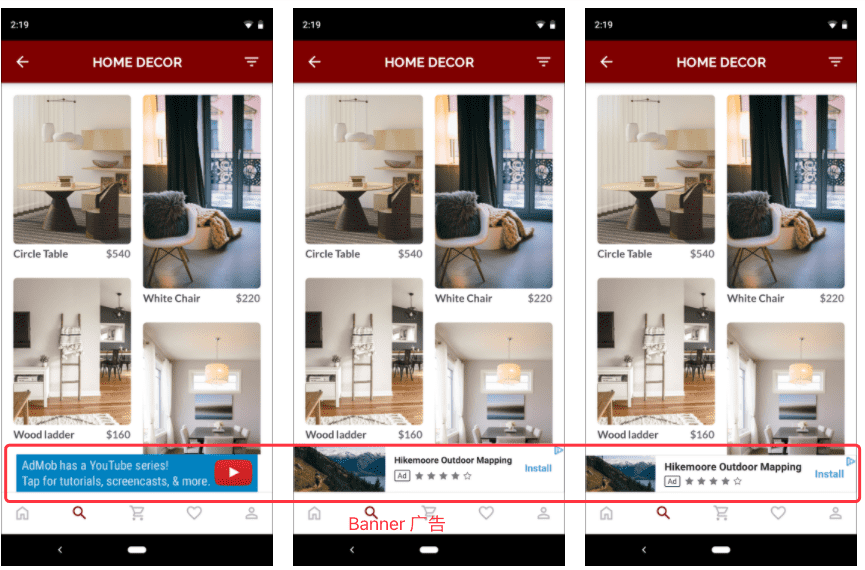 2:19
HOME DECOR
Circle Table $540
White Chair $220
Wood ladder $160
AdMob has a YouTube series!
Tap for tutorials, screencasts, & more.
2:19
HOME DECOR
Circle Table $540
White Chair $220
Wood ladder $160
Hikemoore Outdoor Mapping
Ad
Install
2:19
HOME DECOR
Circle Table $540
White Chair $220
Wood ladder $160
Hikemoore Outdoor Mapping
Ad
Install
Banner 广告